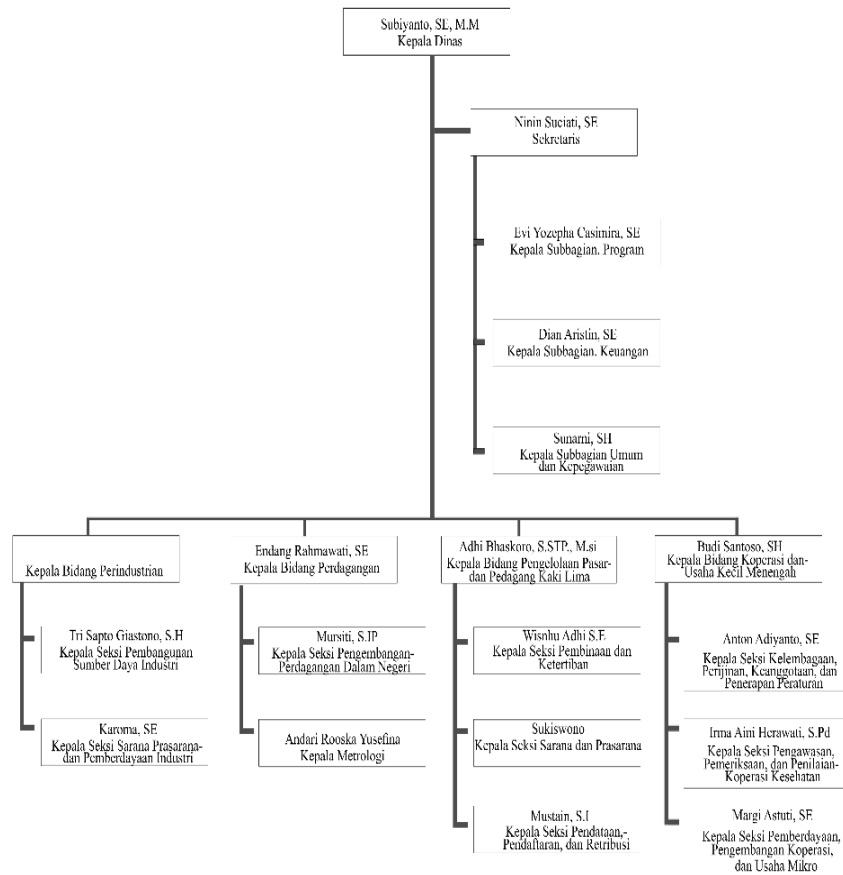 Subiyanto, SE, M.M
Kepala Dinas
Ninin Suciati, SE
Sekretaris
Evi Yozepha Casimira, SE
Kepala Subbagian. Program
Dian Aristin, SE
Kepala Subbagian. Keuangan
Sunarni, SH
Kepala Subbagian Umum
dan Kepegawaian
Kepala Bidang Perindustrian
Tri Sapto Giastono, S.H
Kepala Seksi Pembangunan
Sumber Daya Industri
Karoma, SE
Kepala Seksi Sarana Prasarana-
dan Pemberdayaan Industri
Endang Rahmawati, SE
Kepala Bidang Perdagangan
Mursiti, S.IP
Kepala Seksi Pengembangan-
Perdagangan Dalam Negeri
Andari Rooska Yusefina
Kepala Metrologi
Adhi Bhaskoro, S.STP., M.si
Kepala Bidang Pengelolaan Pasar-
dan Pedagang Kaki Lima
Wisnhu Adhi S.E
Kepala Seksi Pembinaan dan
Ketertiban
Sukiswono
Kepala Seksi Sarana dan Prasarana
Mustain, S.I
Kepala Seksi Pendataan,-
Pendaftaran, dan Retribusi
Budi Santoso, SH
Kepala Bidang Koperasi dan-
Usaha Kecil Menengah
Anton Adiyanto, SE
Kepala Seksi Kelembagaan,
Perijinan, Keanggotaan, dan
Penerapan Peraturan
Irma Aini Herawati, S.Pd
Kepala Seksi Pengawasan,
Pemeriksaan, dan Penilaian-
Koperasi Kesehatan
Margi Astuti, SE
Kepala Seksi Pemberdayaan,
Pengembangan Koperasi,
dan Usaha Mikro